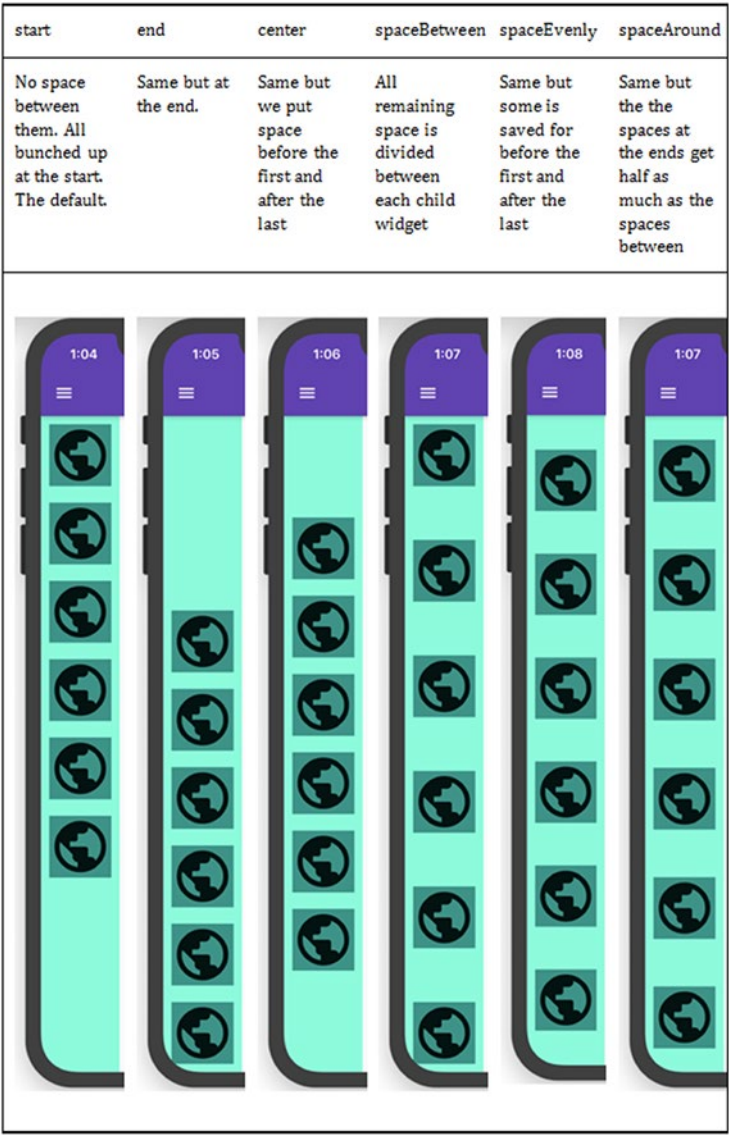 start end center spaceBetween spaceEvenly spaceAround
No space
between
them. All
bunched up
at the start.
The default.
Same but at
the end.
Same but
we put
space
before the
first and
after the
last
All
remaining
space is
divided
between
each child
widget
Same but
some is
saved for
before the
first and
after the
last
Same but
the the
spaces at
the ends get
half as
much as the
spaces
between
1:04 1:05 1:06 1:07 1:08 1:07